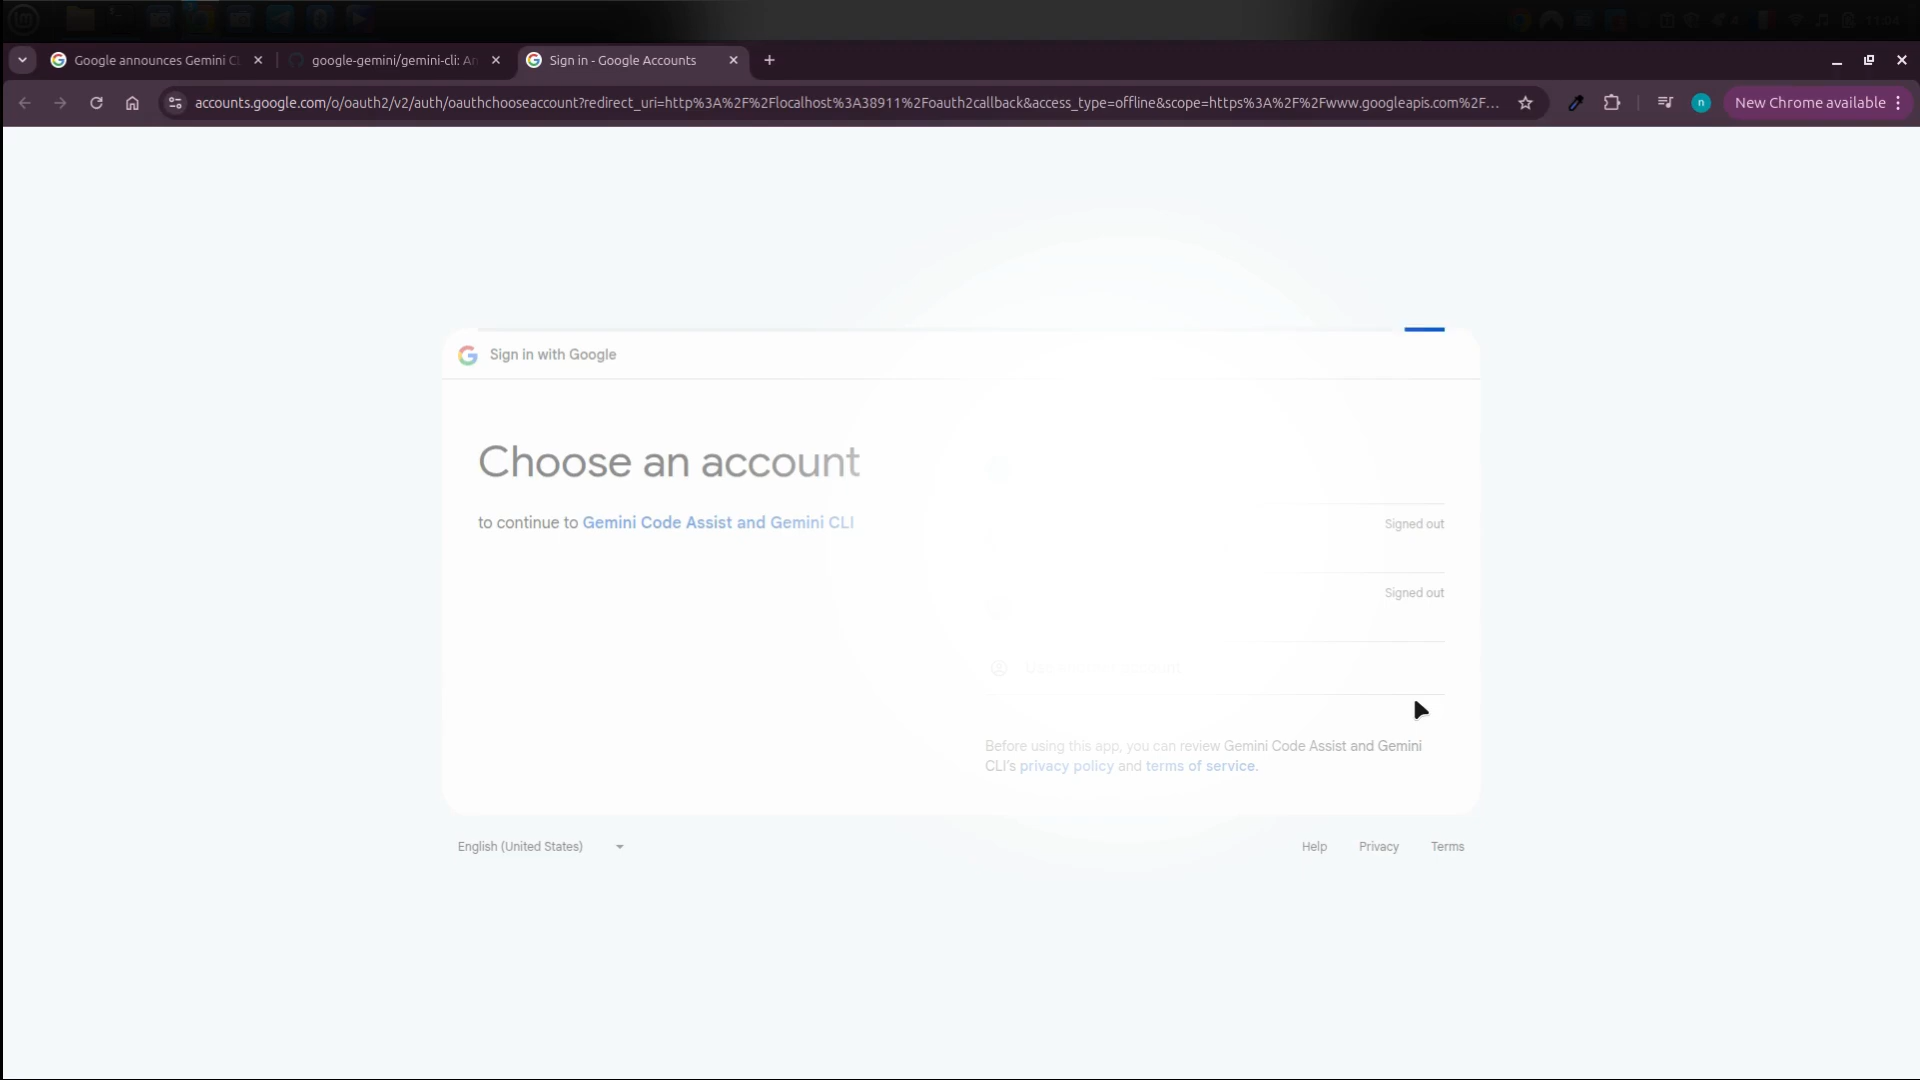 Google announces Gemini C
google-gemini/gemini-cli: An
Sign in - Google Accounts
accounts.google.com/o/oauth2/v2/auth/oauthchooseaccount?redirect_uri=http%3A%2F%2Flocalhost%3A38911%2Foauth2callback&access_type=offline&scope=https%3A%2F%2Fwww.googleapis.com%2F...
n
New Chrome available
Sign in with Google
Choose an account
to continue to Gemini Code Assist and Gemini CLI
Signed out
Signed out
Before using this app, you can review Gemini Code Assist and Gemini
CLI's privacy policy and terms of service.
English (United States)
Help
Privacy
Terms